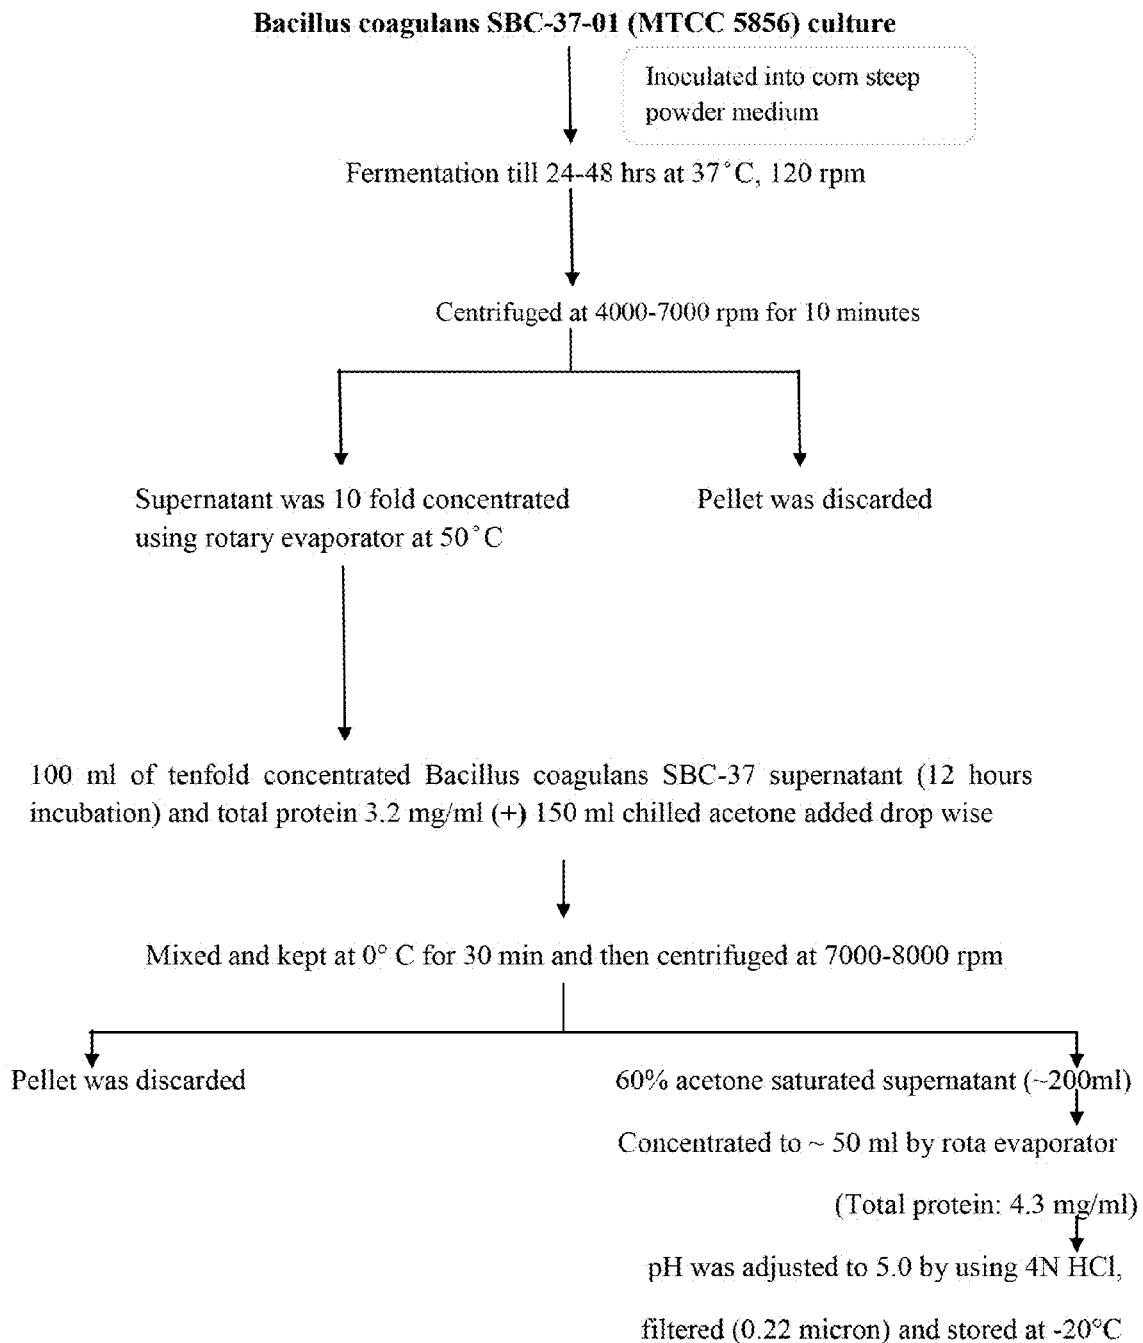 Bacillus coagulans SBC-37-01 (MTCC 5856) culture
Inoculated into corn steep
powder medium
Fermentation till 24-48 hrs at 37˚C, 120 rpm
Centrifuged at 4000-7000 rpm for 10 minutes
Supernatant was 10 fold concentrated
using rotary evaporator at 50˚C
Pellet was discarded
100 ml of tenfold concentrated Bacillus coagulans SBC-37 supernatant (12 hours
incubation) and total protein 3.2 mg/ml (+) 150 ml chilled acetone added drop wise
Mixed and kept at 0° C for 30 min and then centrifuged at 7000-8000 rpm
Pellet was discarded
60% acetone saturated supernatant (~200ml)
Concentrated to ~ 50 ml by rota evaporator
(Total protein: 4.3 mg/ml)
pH was adjusted to 5.0 by using 4N HCl,
filtered (0.22 micron) and stored at -20°C